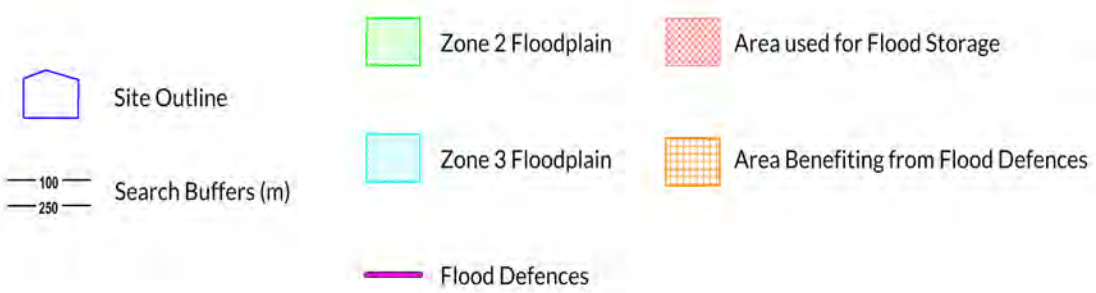 Site Outline
100
250
Search Buffers (m)
Zone 2 Floodplain
Zone 3 Floodplain
Flood Defences
Area used for Flood Storage
Area Benefiting from Flood Defences